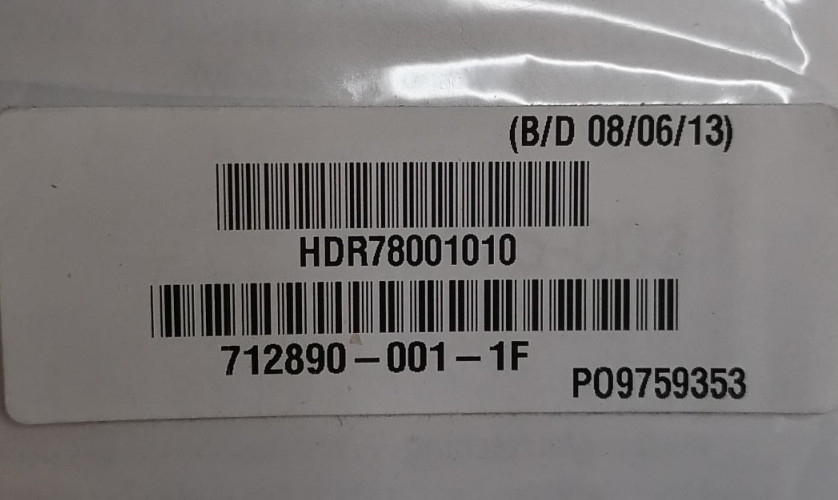 (B/D 08/06/13)
HDR78001010
712890-001-1F
PO9759353